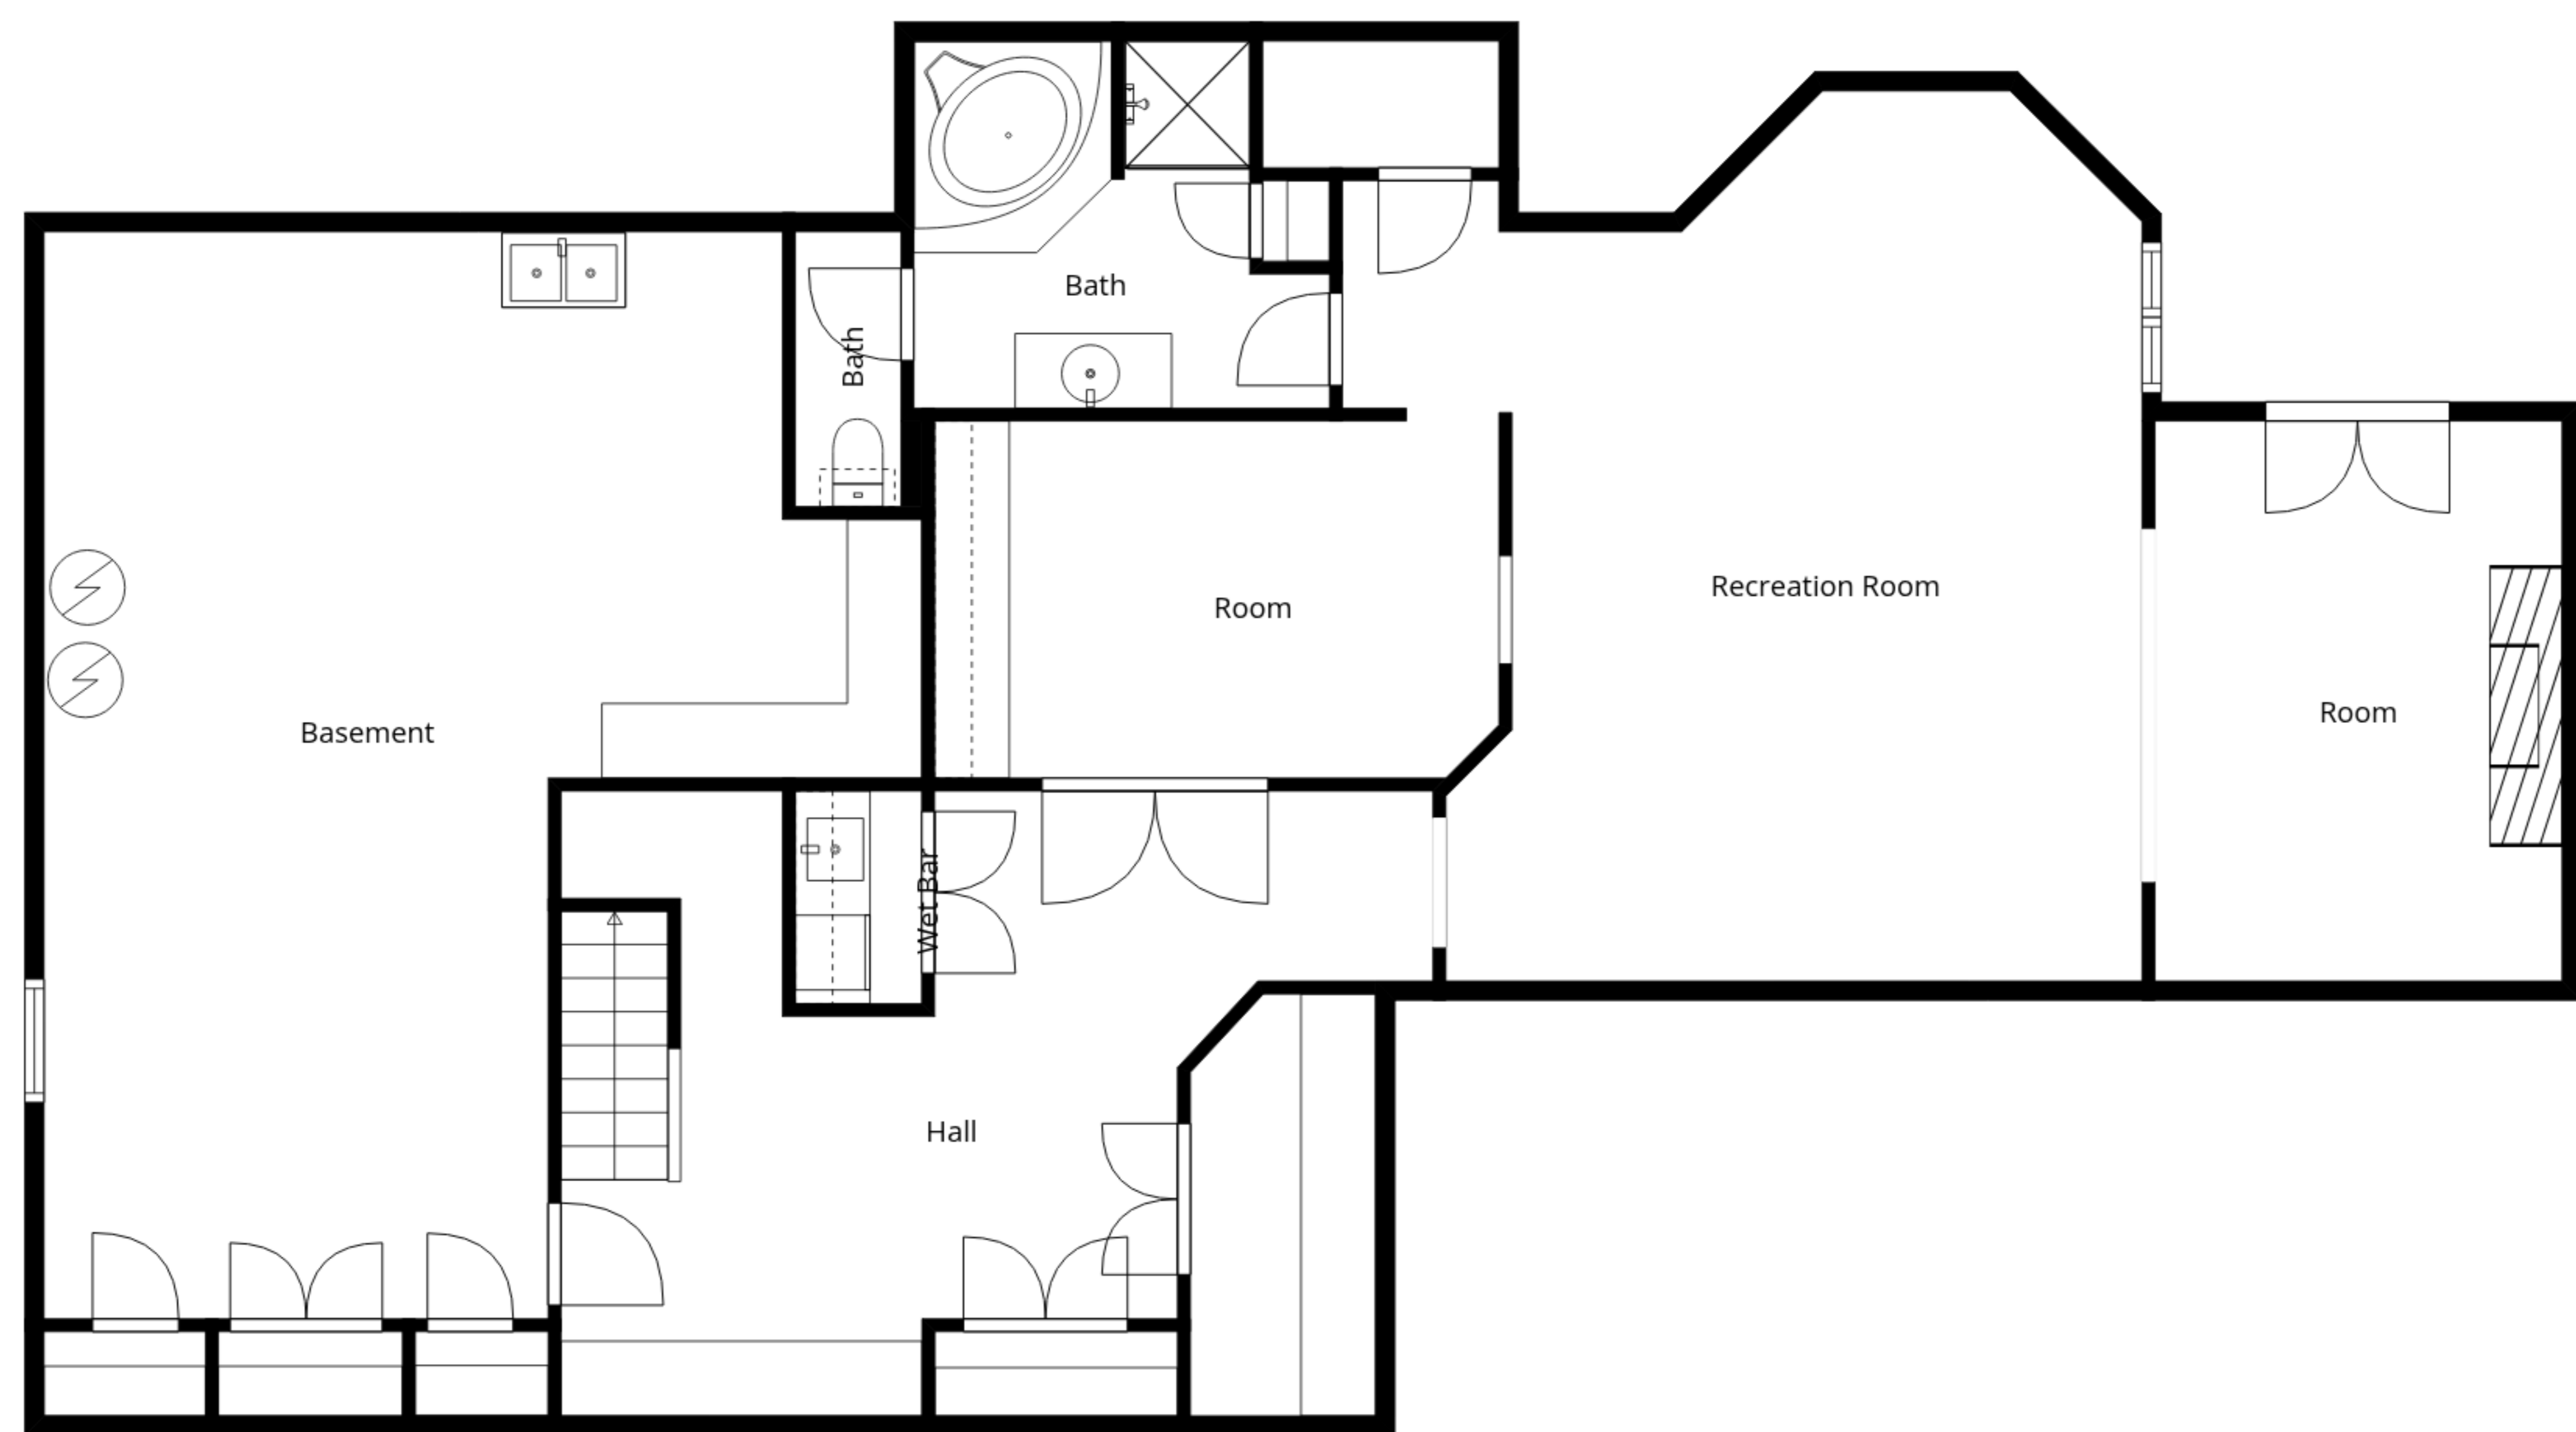 Bath
Bath
Room
Recreation Room
Room
Basement
Wet Bar
Hall